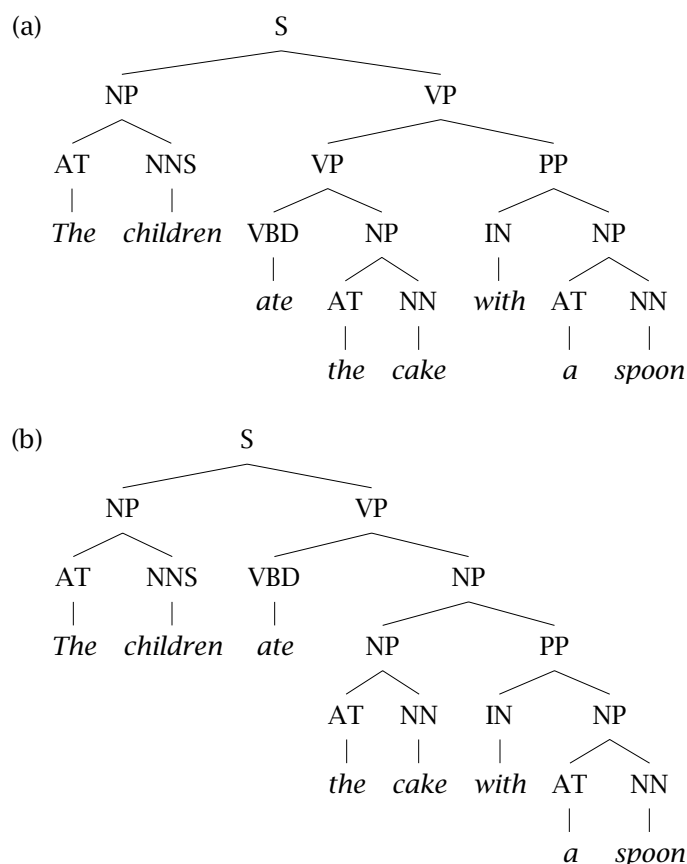 (a) S
NP VP
AT NNS VP PP
The children VBD NP IN NP
ate AT NN with AT NN
the cake a spoon
(b) S
NP VP
AT NNS VBD NP
The children ate NP PP
AT NN IN NP
the cake with AT NN
a spoon